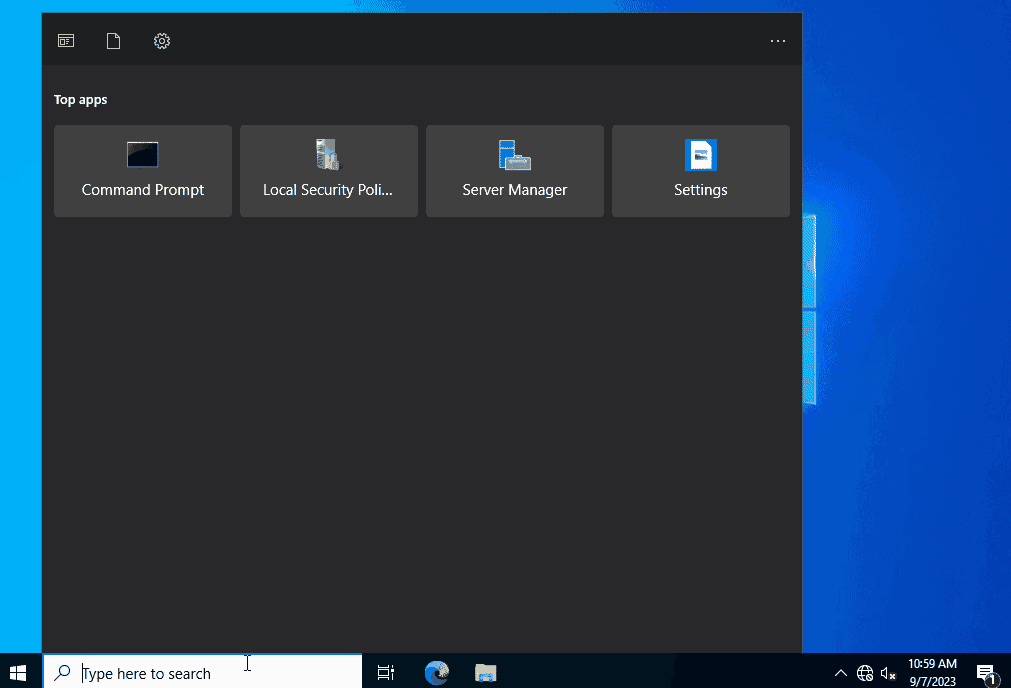 Top apps
Command Prompt
Local Security Poli...
Server Manager
Settings
Type here to search
10:59 AM
9/7/2023
1